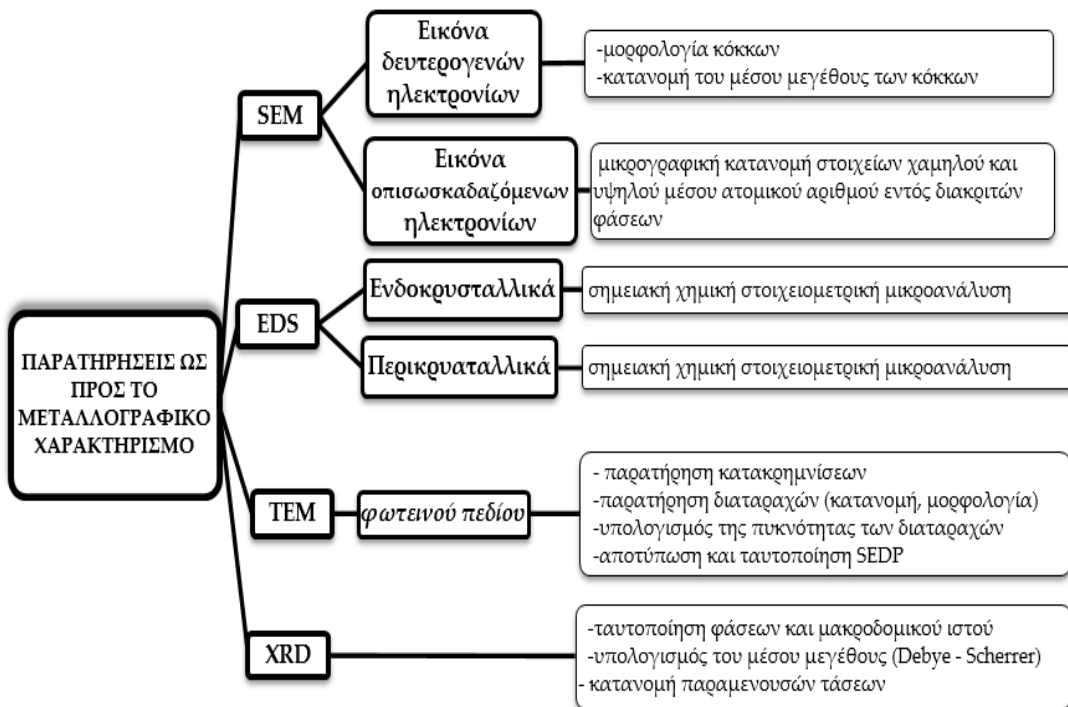 ΠΑΡΑΤΗΡΗΣΕΙΣ ΩΣ
ΠΡΟΣ ΤΟ
ΜΕΤΑΛΛΟΓΡΑΦΙΚΟ
ΧΑΡΑΚΤΗΡΙΣΜΟ
SEM
Εικόνα
δευτερογενών
ηλεκτρονίων
-μορφολογία κόκκων
-κατανομή του μέσου μεγέθους των κόκκων
Εικόνα
οπισωσκαδαζόμενων
ηλεκτρονίων
μικρογραφική κατανομή στοιχείων χαμηλού και
υψηλού μέσου ατομικού αριθμού εντός διακριτών
φάσεων
EDS
Ενδοκρυσταλλικά
σημειακή χημική στοιχειομετρική μικροανάλυση
Περικρυαταλλικά
σημειακή χημική στοιχειομετρική μικροανάλυση
TEM
φωτεινού πεδίου
- παρατήρηση κατακρημνίσεων
-παρατήρηση διαταραχών (κατανομή, μορφολογία)
-υπολογισμός της πυκνότητας των διαταραχών
-αποτύπωση και ταυτοποίηση SEDP
XRD
-ταυτοποίηση φάσεων και μακροδομικού ιστού
-υπολογισμός του μέσου μεγέθους (Debye - Scherrer)
- κατανομή παραμενουσών τάσεων